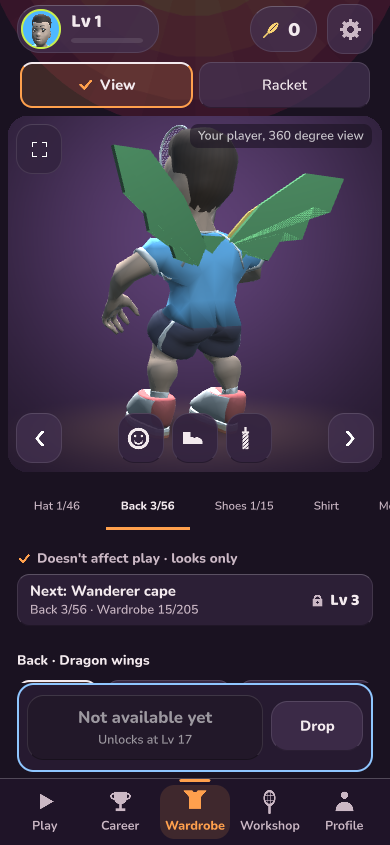 Lv 1
0
View
Racket
Your player, 360 degree view
Hat 1/46
Back 3/56
Shoes 1/15
Shirt
Doesn't affect play · looks only
Next: Wanderer cape
Back 3/56 · Wardrobe 15/205
Lv 3
Back · Dragon wings
Not available yet
Unlocks at Lv 17
Drop
Play
Career
Wardrobe
Workshop
Profile